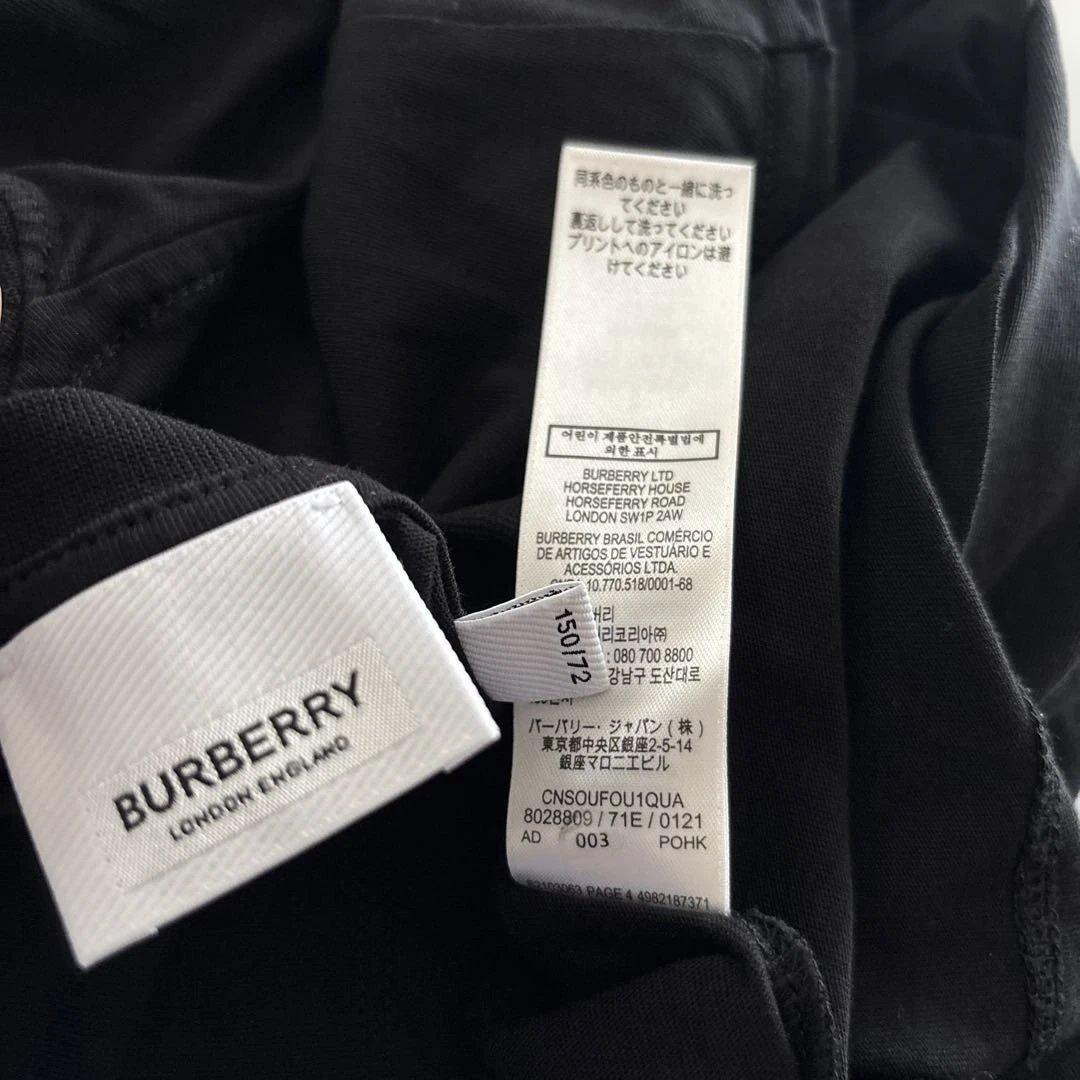 同系色のものと一緒に洗っ
てください
裏返しして洗ってください
プリントへのアイロンは避
けてください
어린이 제품안전특별법에
의한 표시
BURBERRY LTD
HORSEFERRY HOUSE
HORSEFERRY ROAD
LONDON SW1P 2AW
BURBERRY BRASIL COMÉRCIO
DE ARTIGOS DE VESTUÁRIO E
ACESSÓRIOS LTDA.
10.770.518/0001-68
버리
리코리아㈜
: 080 700 8800
강남구 도산대로
バーバリー・ジャパン(株)
東京都中央区銀座2-5-14
銀座マロニエビル
CNSOUFOU1QUA
8028809 / 71E / 0121
AD 003 POHK
PAGE 4 4982187371
150/72
BURBERRY
LONDON ENGLAND